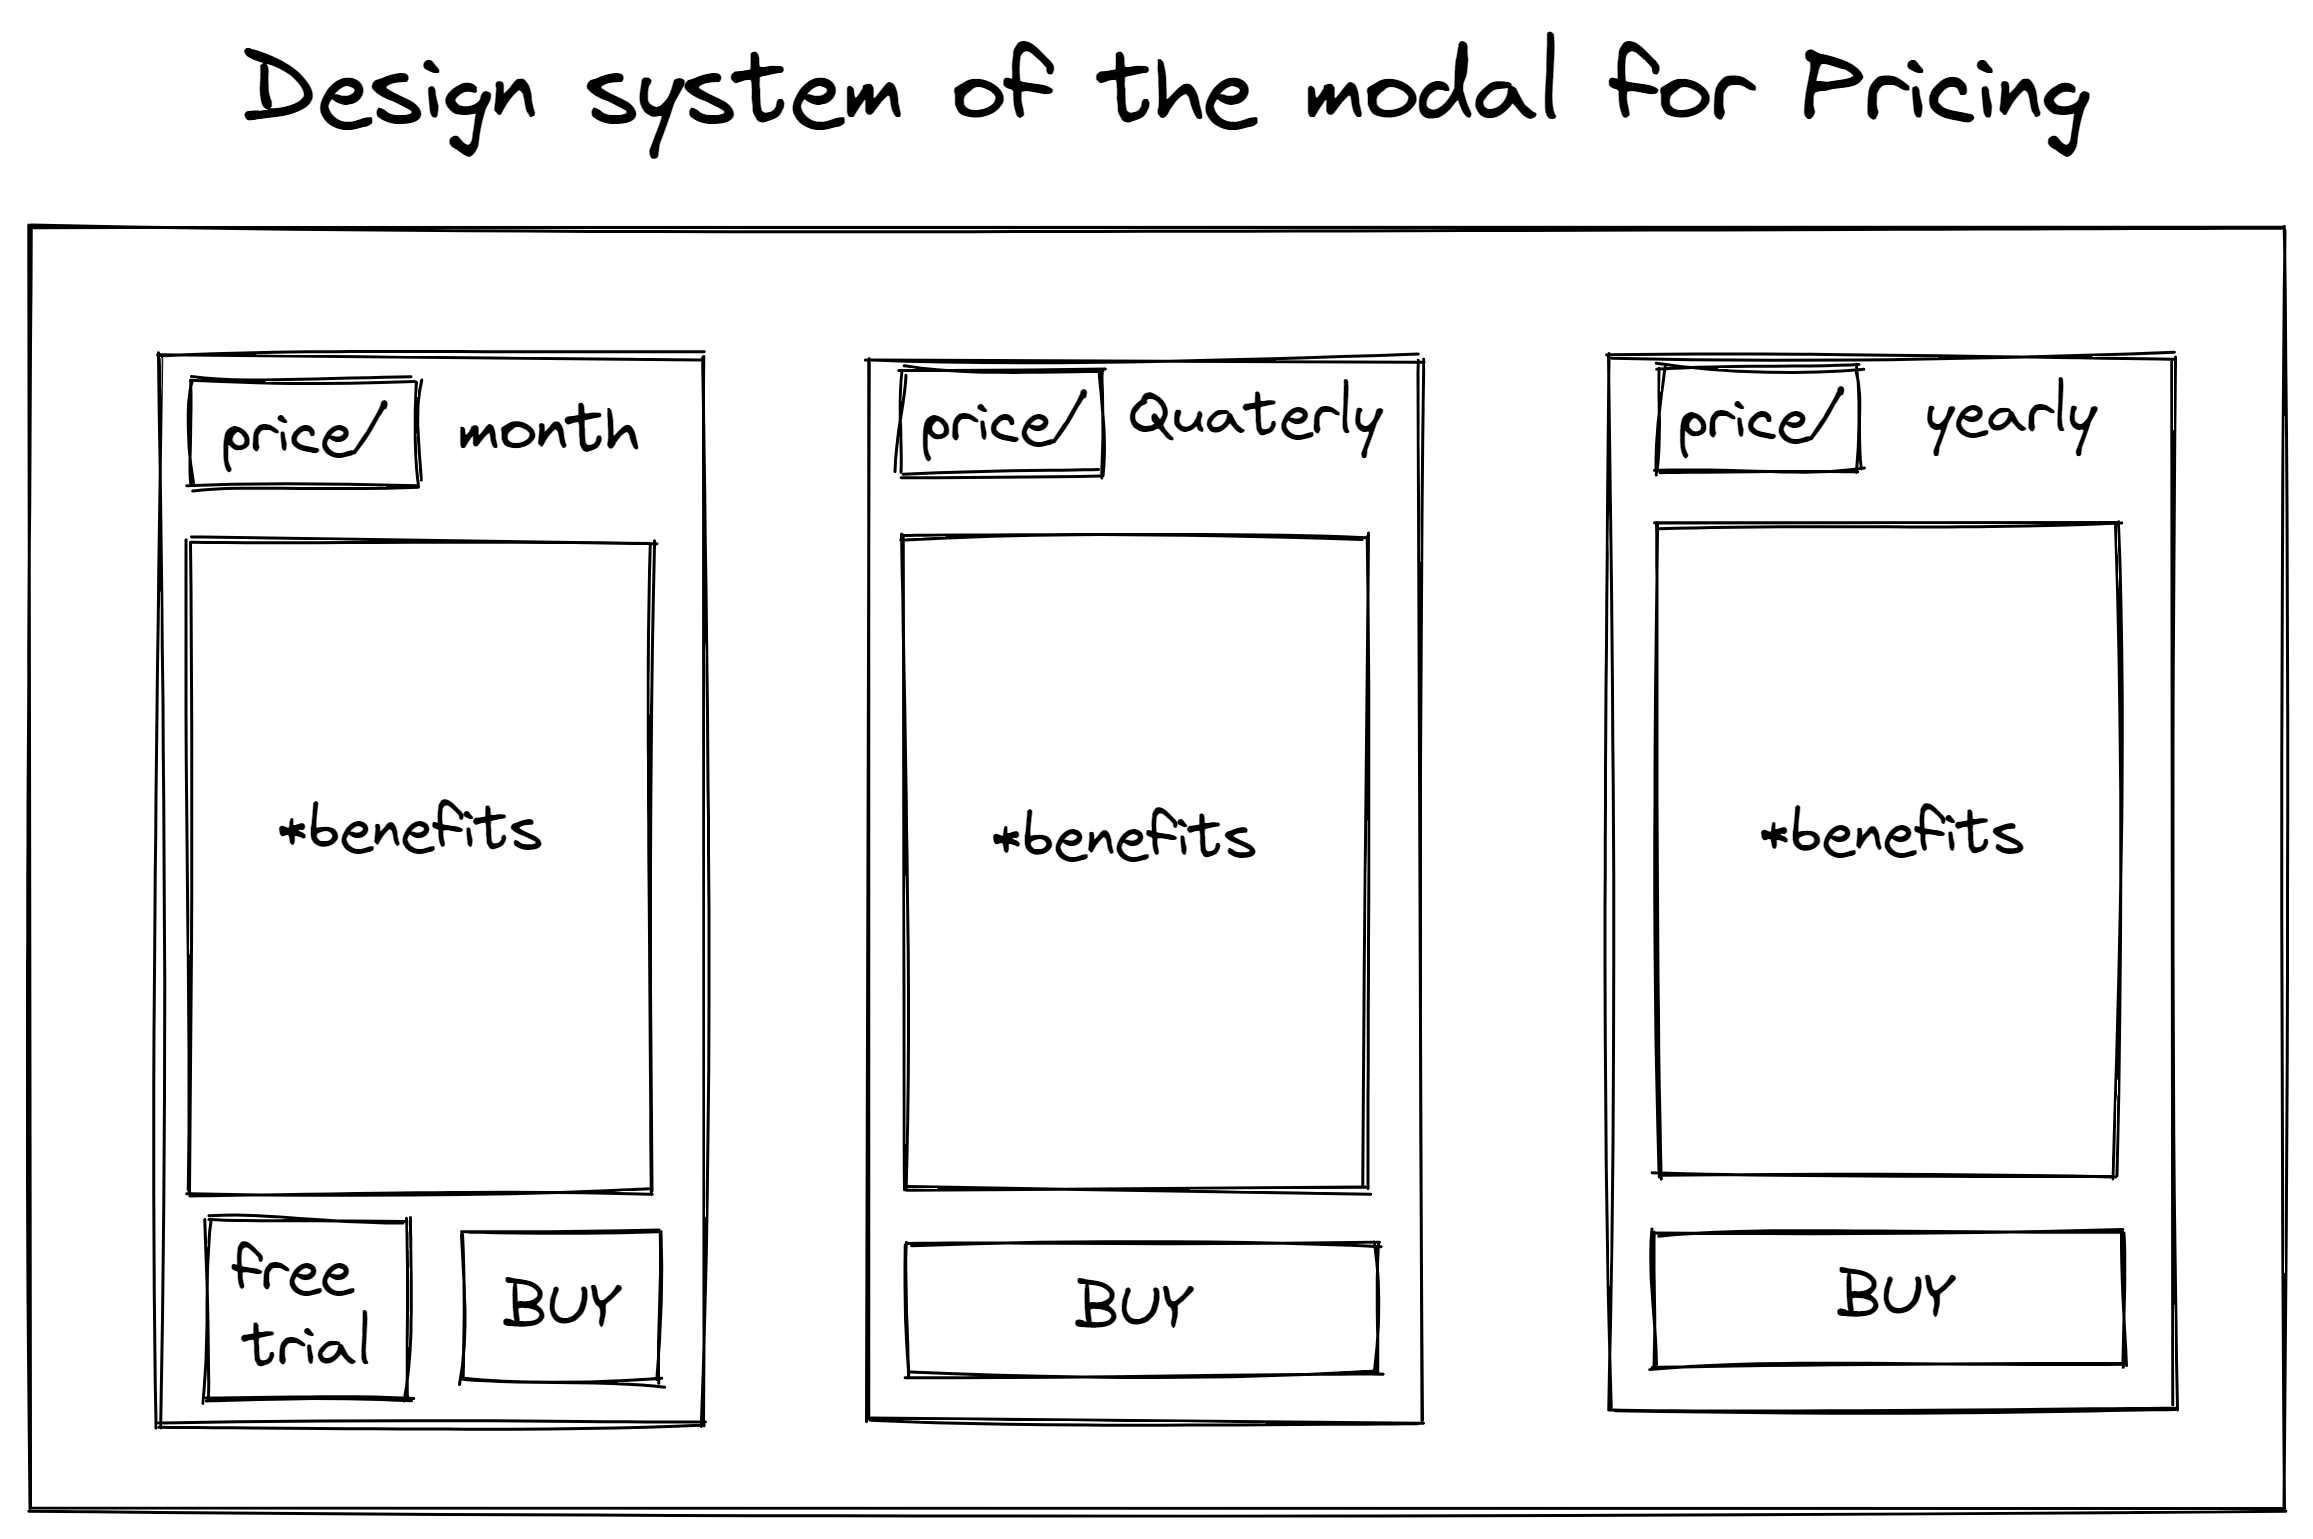 Design system of the modal for Pricing
price/ month
*benefits
free
trial
BUY
price/ Quaterly
*benefits
BUY
price/ yearly
*benefits
BUY